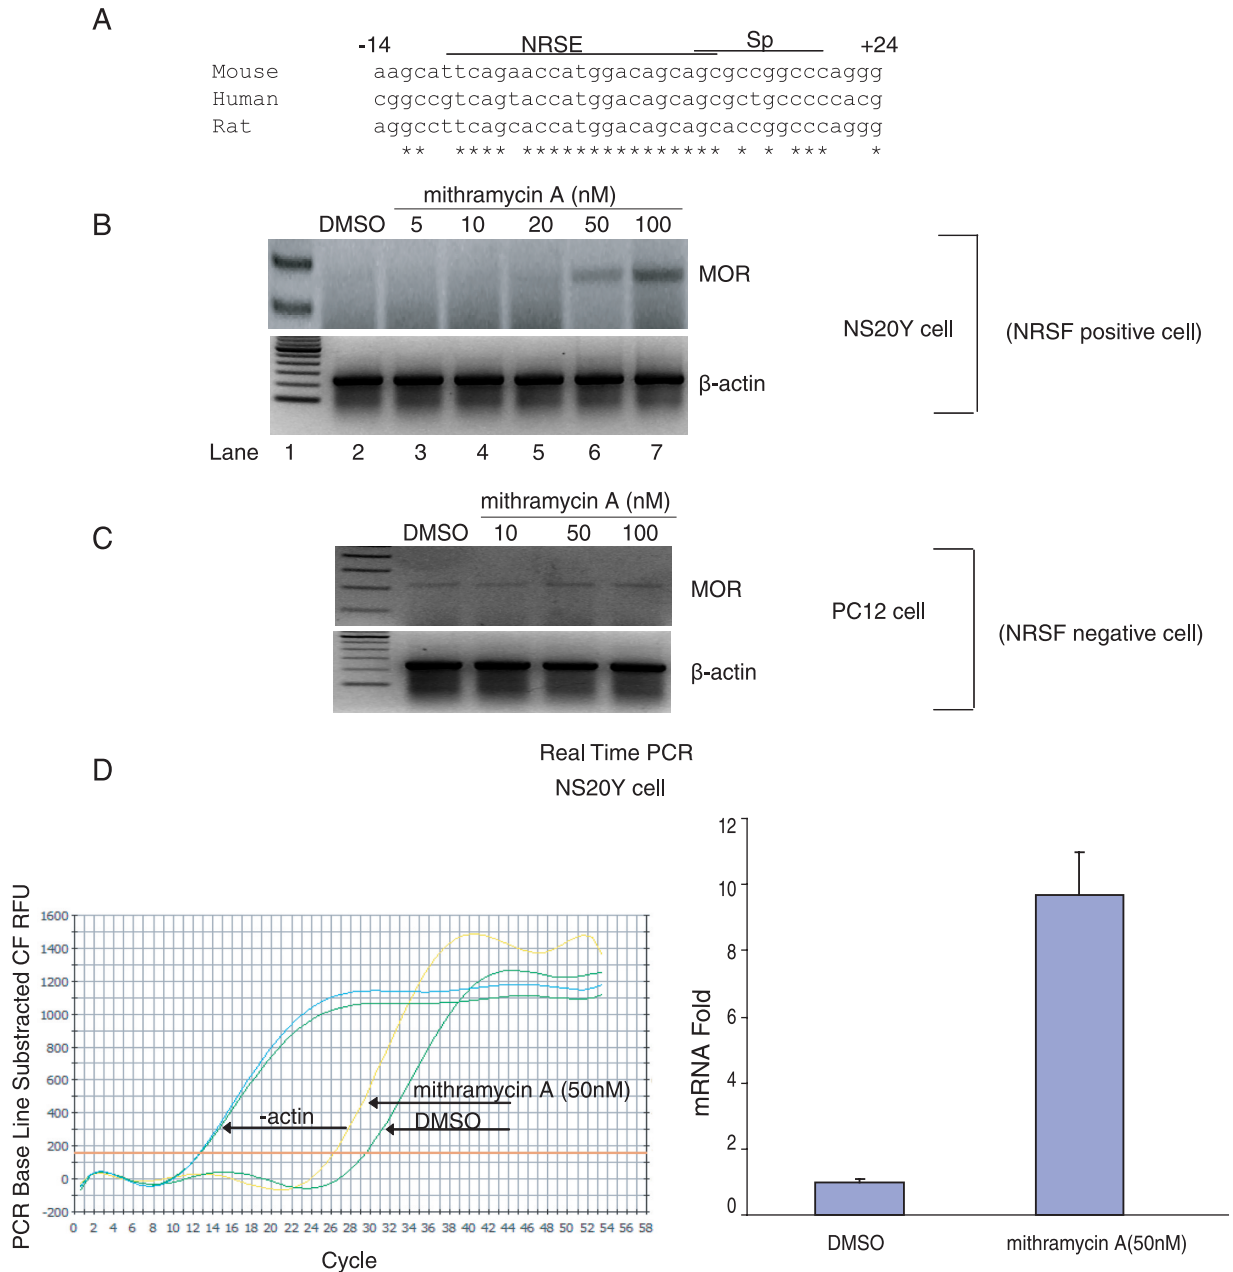 A
-14 NRSE Sp +24
Mouse aagcattcagaaccatggacagcagcgccggcccaggg
Human cggccgtcagtaccatggacagcagcgctgcccccacg
Rat aggccttcagcaccatggacagcagcaccggcccaggg
** **** *************** * * *** *
B
mithramycin A (nM)
DMSO 5 10 20 50 100
MOR
β-actin
NS20Y cell
(NRSF positive cell)
Lane 1 2 3 4 5 6 7
C
mithramycin A (nM)
DMSO 10 50 100
MOR
β-actin
PC12 cell
(NRSF negative cell)
D
Real Time PCR
NS20Y cell
PCR Base Line Substracted CF RFU
1600
1400
1200
1000
800
600
400
200
0
-200
0 2 4 6 8 10 12 14 16 18 20 22 24 26 28 30 32 34 36 38 40 42 44 46 48 50 52 54 56 58
Cycle
-actin
mithramycin A (50nM)
DMSO
mRNA Fold
12
10
8
6
4
2
0
DMSO mithramycin A(50nM)